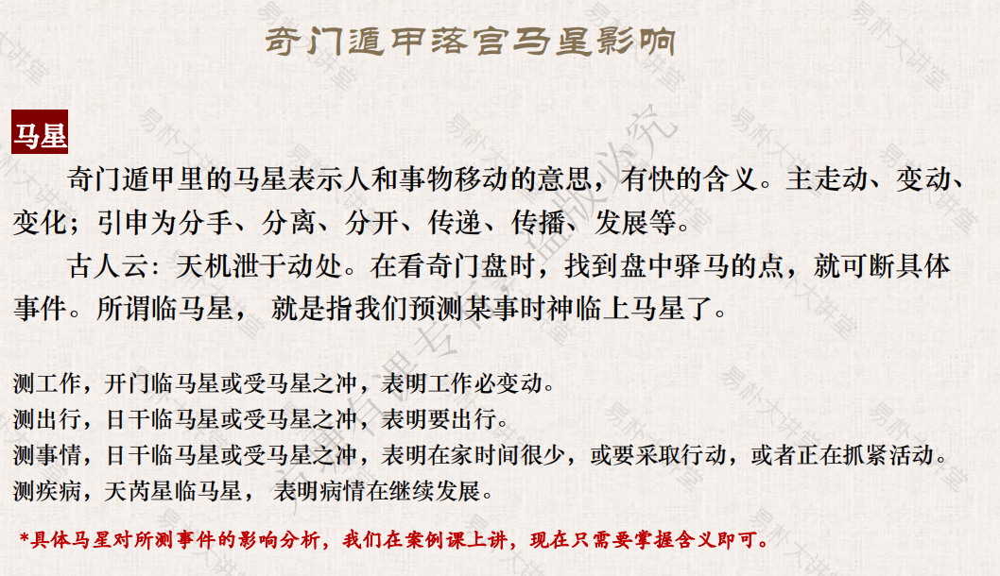 奇门遁甲落宫马星影响
马星
奇门遁甲里的马星表示人和事物移动的意思，有快的含义。主走动、变动、
变化；引申为分手、分离、分开、传递、传播、发展等。
古人云：天机泄于动处。在看奇门盘时，找到盘中驿马的点，就可断具体
事件。所谓临马星， 就是指我们预测某事时神临上马星了。
测工作，开门临马星或受马星之冲，表明工作必变动。
测出行，日干临马星或受马星之冲，表明要出行。
测事情，日干临马星或受马星之冲，表明在家时间很少，或要采取行动，或者正在抓紧活动。
测疾病，天芮星临马星， 表明病情在继续发展。
*具体马星对所测事件的影响分析，我们在案例课上讲，现在只需要掌握含义即可。
易朴大讲堂